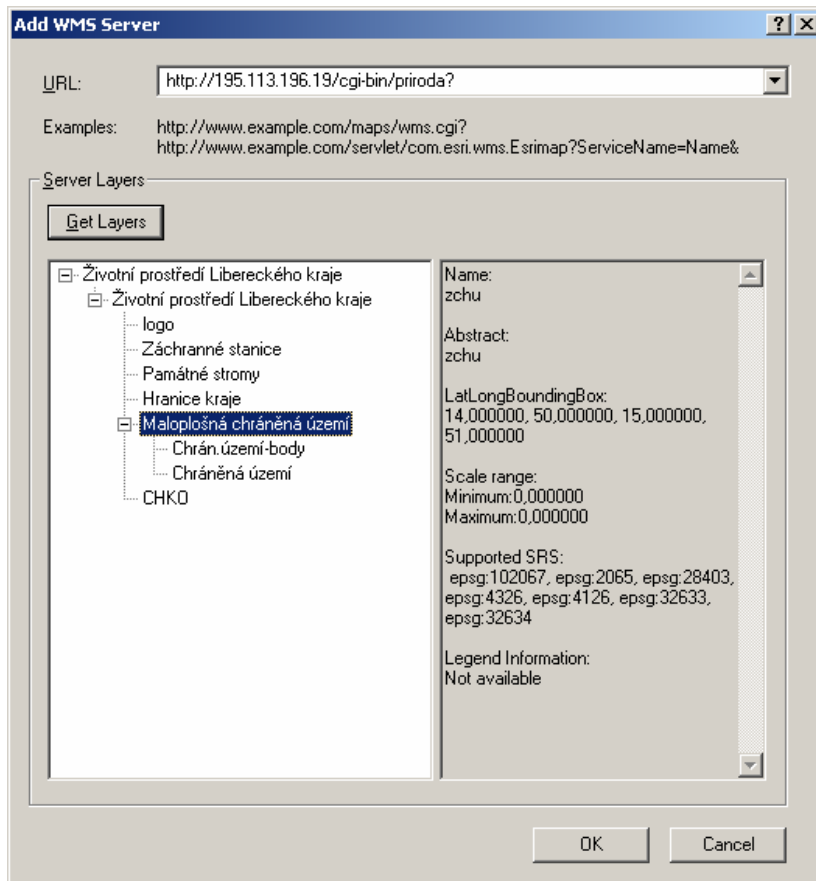 Add WMS Server
URL:
http://195.113.196.19/cgi-bin/priroda?
Examples:
http://www.example.com/maps/wms.cgi?
http://www.example.com/servlet/com.esri.wms.Esrimap?ServiceName=Name&
Server Layers
Get Layers
Životní prostředí Libereckého kraje
Životní prostředí Libereckého kraje
logo
Záchranné stanice
Památné stromy
Hranice kraje
Maloplošná chráněná území
Chrán.území-body
Chráněná území
CHKO
Name:
zchu
Abstract:
zchu
LatLongBoundingBox:
14,000000, 50,000000, 15,000000,
51,000000
Scale range:
Minimum:0,000000
Maximum:0,000000
Supported SRS:
epsg:102067, epsg:2065, epsg:28403,
epsg:4326, epsg:4126, epsg:32633,
epsg:32634
Legend Information:
Not available
OK
Cancel